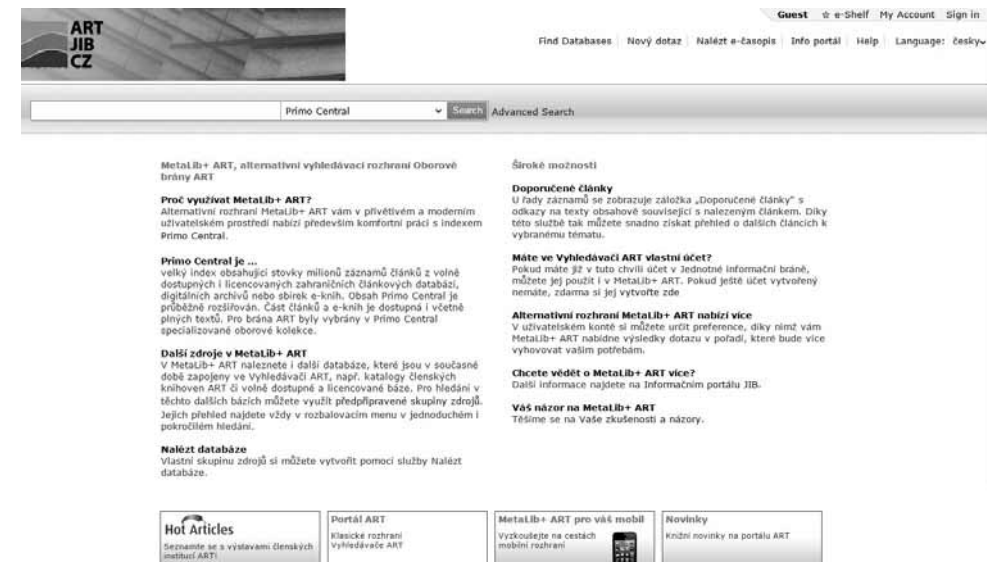 ART
JIB
CZ
Guest ☆ e-Shelf My Account Sign in
Find Databases Nový dotaz Nalézt e-časopis Info portál Help Language: česky
Primo Central Search Advanced Search
MetaLib+ ART, alternativní vyhledávací rozhraní Oborové
brány ART
Proč využívat MetaLib+ ART?
Alternativní rozhraní MetaLib+ ART vám v přívětivém a moderním
uživatelském prostředí nabízí především komfortní práci s indexem
Primo Central.
Primo Central je ...
velký index obsahující stovky milionů záznamů článků z volně
dostupných i licencovaných zahraničních článkových databází,
digitálních archivů nebo sbírek e-knih. Obsah Primo Central je
průběžně rozšiřován. Část článků a e-knih je dostupná i včetně
plných textů. Pro brána ART byly vybrány v Primo Central
specializované oborové kolekce.
Další zdroje v MetaLib+ ART
V MetaLib+ ART naleznete i další databáze, které jsou v současné
době zapojeny ve Vyhledávači ART, např. katalogy členských
knihoven ART či volně dostupné a licencované báze. Pro hledání v
těchto dalších bázích můžete využít předpřipravené skupiny zdrojů.
Jejich přehled najdete vždy v rozbalovacím menu v jednoduchém i
pokročilém hledání.
Nalézt databáze
Vlastní skupinu zdrojů si můžete vytvořit pomocí služby Nalézt
databáze.
Široké možnosti
Doporučené články
U řady záznamů se zobrazuje záložka „Doporučené články" s
odkazy na texty obsahově související s nalezeným článkem. Díky
této službě tak můžete snadno získat přehled o dalších článcích k
vybranému tématu.
Máte ve Vyhledávači ART vlastní účet?
Pokud máte již v tuto chvíli účet v Jednotné informační bráně,
můžete jej použít i v MetaLib+ ART. Pokud ještě účet vytvořený
nemáte, zdarma si jej vytvořte zde
Alternativní rozhraní MetaLib+ ART nabízí více
V uživatelském kontě si můžete určit preference, díky nimž vám
MetaLib+ ART nabídne výsledky dotazu v pořadí, které bude více
vyhovovat vašim potřebám.
Chcete vědět o MetaLib+ ART více?
Další informace najdete na Informačním portálu JIB.
Váš názor na MetaLib+ ART
Těšíme se na Vaše zkušenosti a názory.
Hot Articles
Seznamte se s výstavami členských
institucí ART!
Portál ART
Klasické rozhraní
Vyhledávače ART
MetaLib+ ART pro váš mobil
Vyzkoušejte na cestách
mobilní rozhraní
Novinky
Knižní novinky na portálu ART